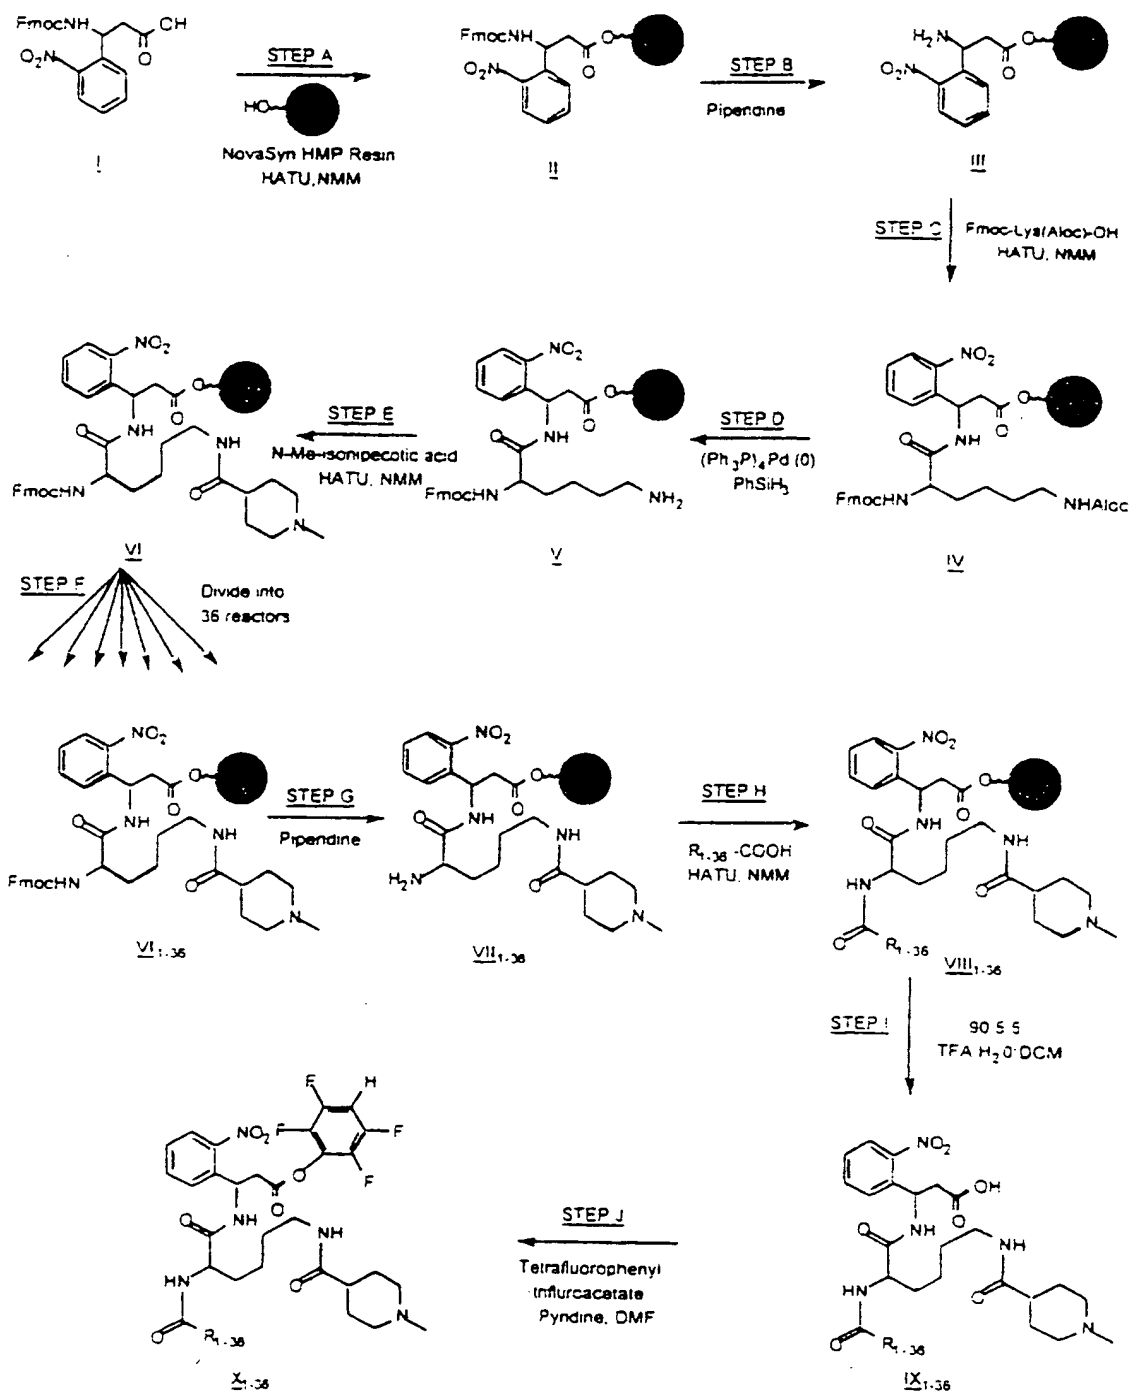 FmocNH
CH
O
O₂N
I
STEP A
HO
NovaSyn HMP Resin
HATU,NMM
FmocNH
O
O
O₂N
II
STEP B
Piperidine
H₂N
O
O
O₂N
III
STEP C
Fmoc-Lys(Aloc)-OH
HATU, NMM
NO₂
O
O
O
NH
FmocHN
NHAloc
IV
STEP D
(Ph₃P)₄Pd (0)
PhSiH₃
NO₂
O
O
O
NH
FmocHN
NH₂
V
STEP E
N-Me-isonipecotic acid
HATU, NMM
NO₂
O
O
O
NH
NH
FmocHN
O
N
VI
STEP F
Divide into
36 reactors
NO₂
O
O
O
NH
NH
FmocHN
O
N
VI₁₋₃₆
STEP G
Piperidine
NO₂
O
O
O
NH
NH
H₂N
O
N
VII₁₋₃₆
STEP H
R₁₋₃₆-COOH
HATU, NMM
NO₂
O
O
O
NH
NH
HN
O
N
O
R₁₋₃₆
VIII₁₋₃₆
STEP I
90:5:5
TFA:H₂O:DCM
NO₂
OH
O
O
NH
NH
HN
O
N
O
R₁₋₃₆
IX₁₋₃₆
STEP J
Tetrafluorophenyl
trifluroacetate
Pyridine, DMF
F
H
F
F
F
NO₂
O
O
O
NH
NH
HN
O
N
O
R₁₋₃₆
X₁₋₃₆